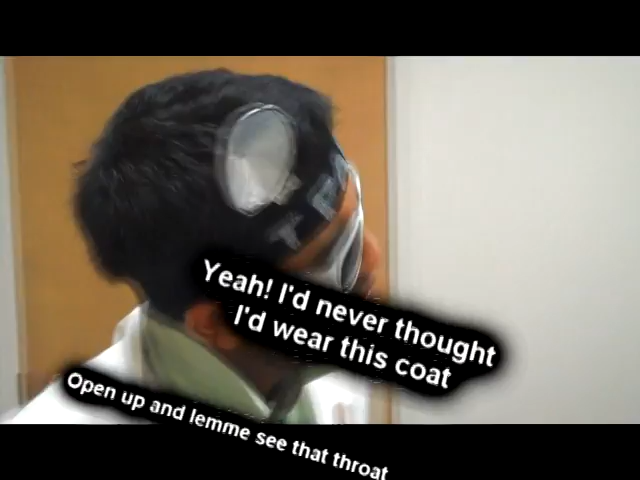 Yeah! I'd never thought
I'd wear this coat
Open up and lemme see that throat